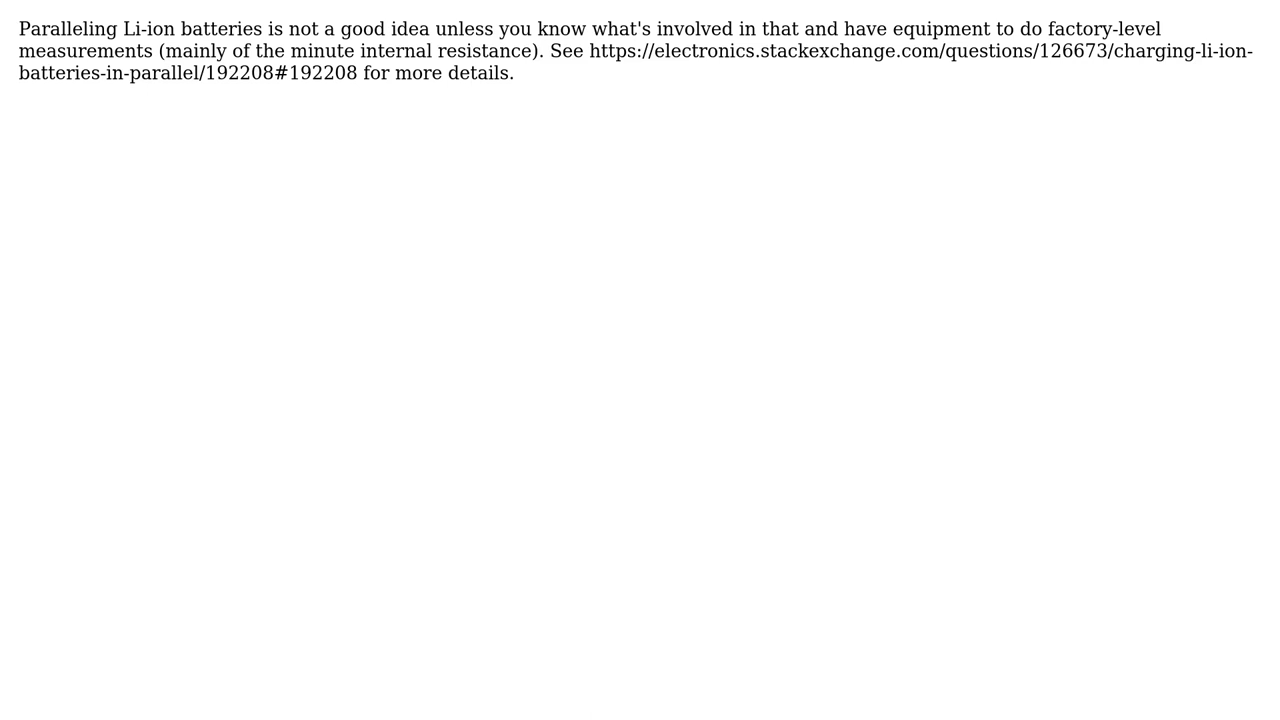 Paralleling Li-ion batteries is not a good idea unless you know what's involved in that and have equipment to do factory-level
measurements (mainly of the minute internal resistance). See https://electronics.stackexchange.com/questions/126673/charging-li-ion-
batteries-in-parallel/192208#192208 for more details.